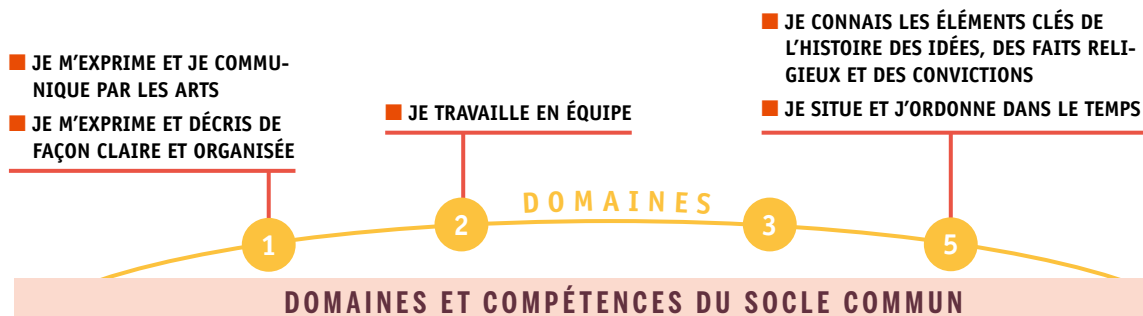 JE M'EXPRIME ET JE COMMU-
NIQUE PAR LES ARTS
JE M'EXPRIME ET DÉCRIS DE
FAÇON CLAIRE ET ORGANISÉE
JE TRAVAILLE EN ÉQUIPE
JE CONNAIS LES ÉLÉMENTS CLÉS DE
L'HISTOIRE DES IDÉES, DES FAITS RELI-
GIEUX ET DES CONVICTIONS
JE SITUE ET J'ORDONNE DANS LE TEMPS
DOMAINES
1
2
3
5
DOMAINES ET COMPÉTENCES DU SOCLE COMMUN